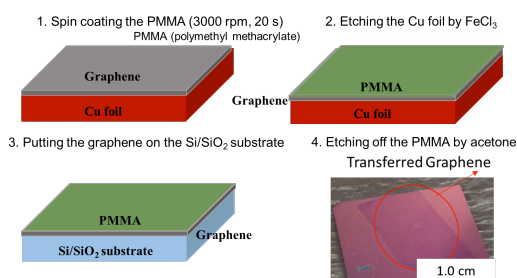 1. Spin coating the PMMA (3000 rpm, 20 s)
PMMA (polymethyl methacrylate)
Graphene
Cu foil
2. Etching the Cu foil by FeCl₃
PMMA
Graphene
Cu foil
3. Putting the graphene on the Si/SiO₂ substrate
PMMA
Graphene
Si/SiO₂ substrate
4. Etching off the PMMA by acetone
Transferred Graphene
1.0 cm